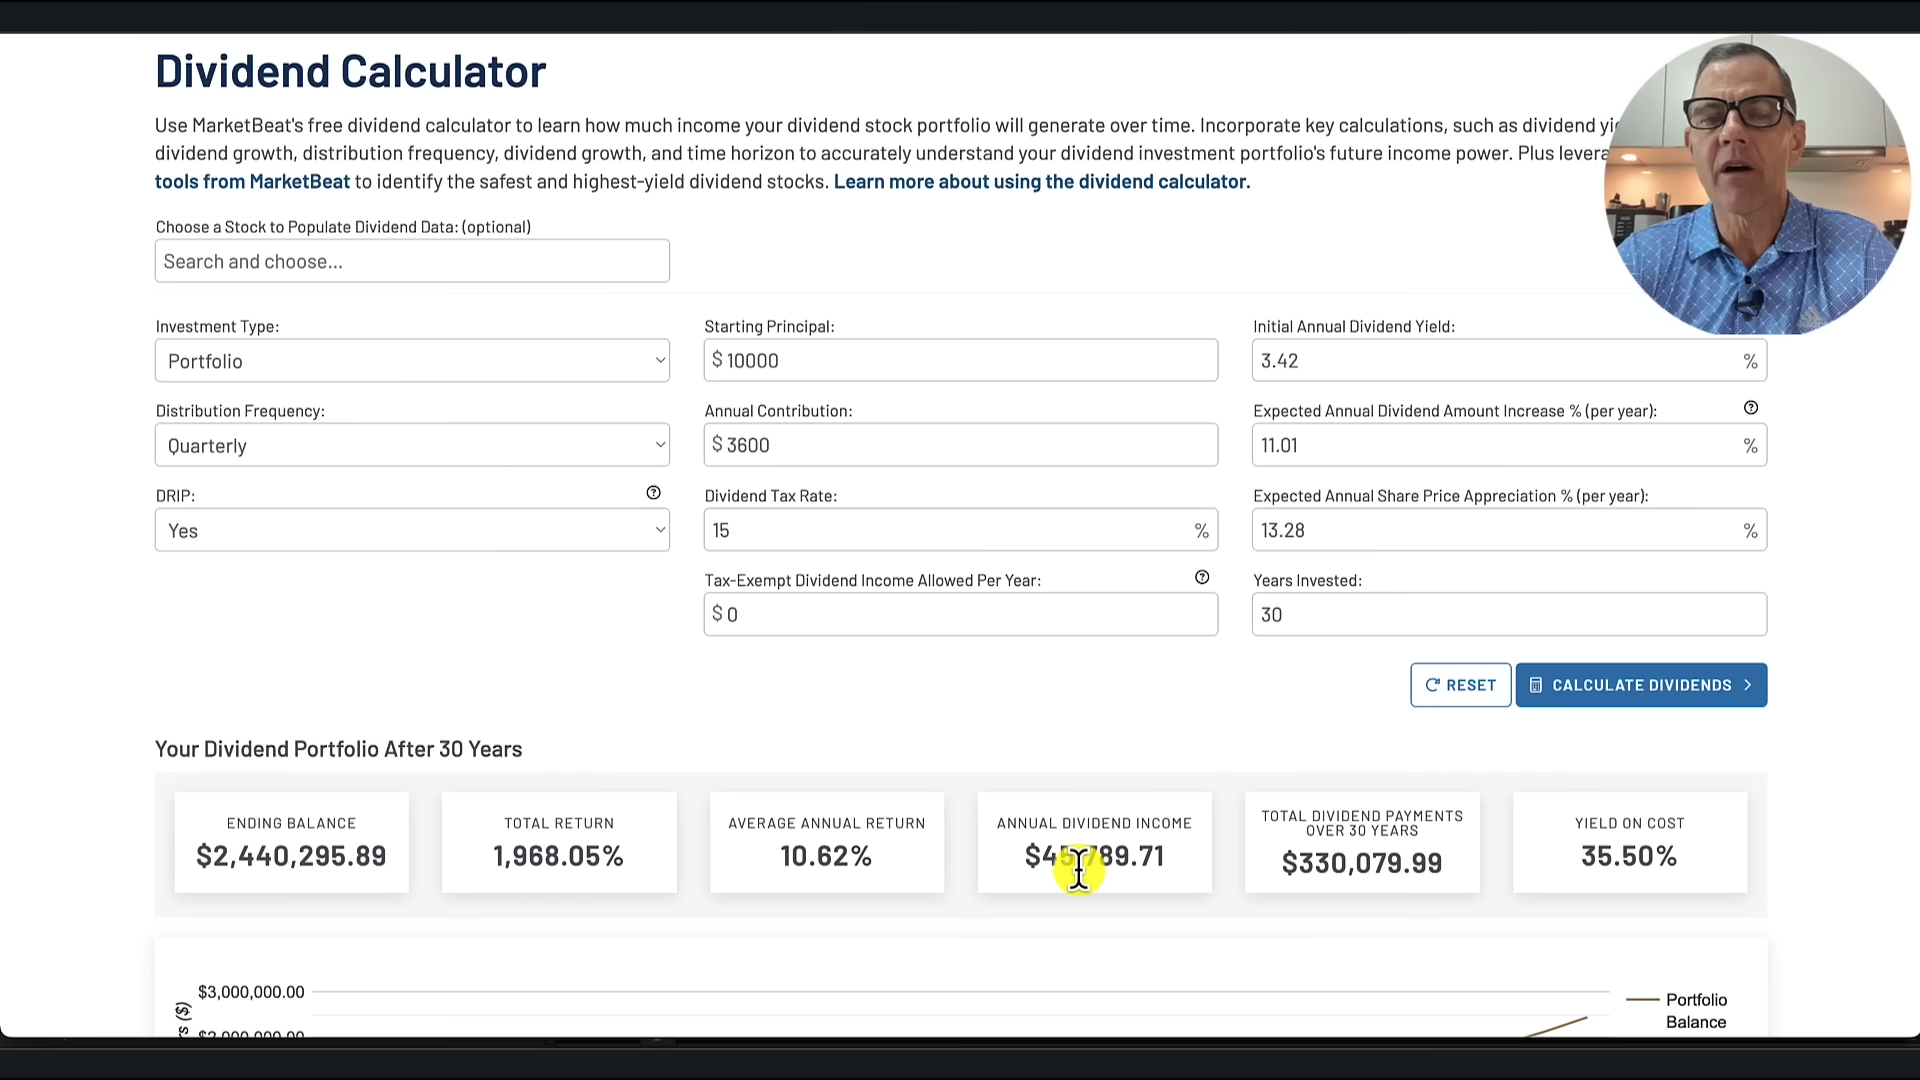 Dividend Calculator
Use MarketBeat's free dividend calculator to learn how much income your dividend stock portfolio will generate over time. Incorporate key calculations, such as dividend
dividend growth, distribution frequency, dividend growth, and time horizon to accurately understand your dividend investment portfolio's future income power. Plus
tools from MarketBeat to identify the safest and highest-yield dividend stocks. Learn more about using the dividend calculator.
Choose a Stock to Populate Dividend Data: (optional)
Search and choose...
Investment Type:
Portfolio
Starting Principal:
$ 10000
Initial Annual Dividend Yield:
3.42 %
Distribution Frequency:
Quarterly
Annual Contribution:
$ 3600
Expected Annual Dividend Amount Increase % (per year):
11.01 %
DRIP:
Yes
Dividend Tax Rate:
15 %
Expected Annual Share Price Appreciation % (per year):
13.28 %
Tax-Exempt Dividend Income Allowed Per Year:
$ 0
Years Invested:
30
RESET
CALCULATE DIVIDENDS
Your Dividend Portfolio After 30 Years
ENDING BALANCE
$2,440,295.89
TOTAL RETURN
1,968.05%
AVERAGE ANNUAL RETURN
10.62%
ANNUAL DIVIDEND INCOME
TOTAL DIVIDEND PAYMENTS
OVER 30 YEARS
$330,079.99
YIELD ON COST
35.50%
$3,000,000.00
Portfolio
Balance